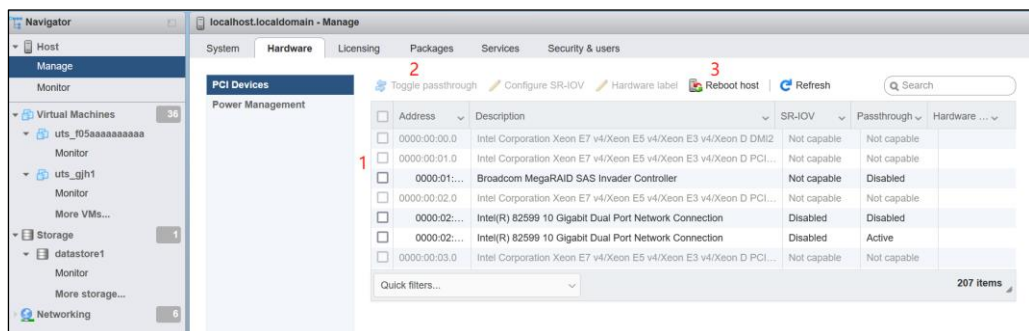 Navigator
localhost.localdomain - Manage
Host
Manage
Monitor
Virtual Machines 36
uts_f05aaaaaaaaaa
Monitor
uts_gjh1
Monitor
More VMs...
Storage 1
datastore1
Monitor
More storage...
Networking 6
System Hardware Licensing Packages Services Security & users
PCI Devices
Power Management
2 3
Toggle passthrough Configure SR-IOV Hardware label Reboot host Refresh Search
Address Description SR-IOV Passthrough Hardware ...
0000:00:00.0 Intel Corporation Xeon E7 v4/Xeon E5 v4/Xeon E3 v4/Xeon D DMI2 Not capable Not capable
0000:00:01.0 Intel Corporation Xeon E7 v4/Xeon E5 v4/Xeon E3 v4/Xeon D PCI... Not capable Not capable
1
0000:01:... Broadcom MegaRAID SAS Invader Controller Not capable Disabled
0000:00:02.0 Intel Corporation Xeon E7 v4/Xeon E5 v4/Xeon E3 v4/Xeon D PCI... Not capable Not capable
0000:02:... Intel(R) 82599 10 Gigabit Dual Port Network Connection Disabled Disabled
0000:02:... Intel(R) 82599 10 Gigabit Dual Port Network Connection Disabled Active
0000:00:03.0 Intel Corporation Xeon E7 v4/Xeon E5 v4/Xeon E3 v4/Xeon D PCI... Not capable Not capable
Quick filters... 207 items